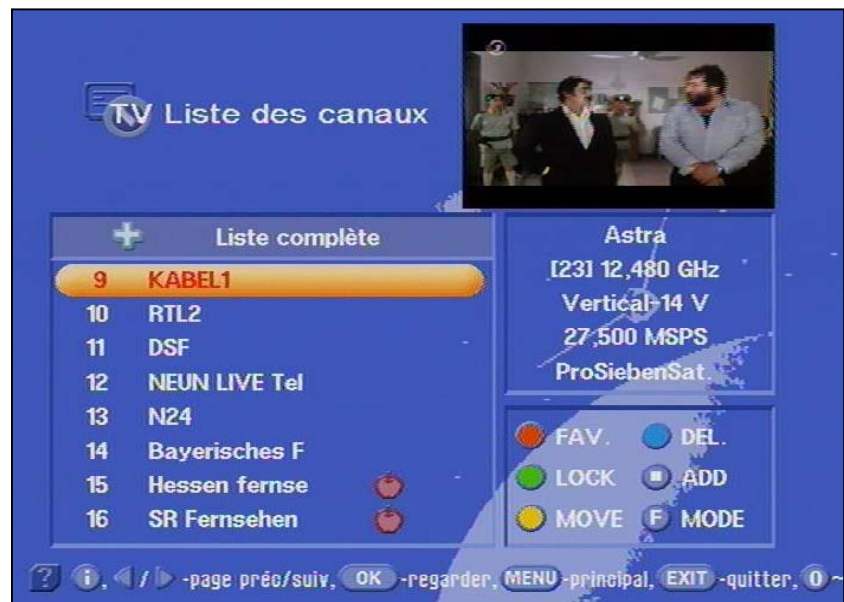 TV Liste des canaux
Liste complète
9 KABEL1
10 RTL2
11 DSF
12 NEUN LIVE Tel
13 N24
14 Bayerisches F
15 Hessen fernse
16 SR Fernsehen
Astra
[23] 12,480 GHz
Vertical-14 V
27,500 MSPS
ProSiebenSat.
FAV. DEL.
LOCK ADD
MOVE F MODE
? i, ◀ / ▶ -page préc/suiv, OK -regarder, MENU -principal, EXIT -quitter, 0 ~